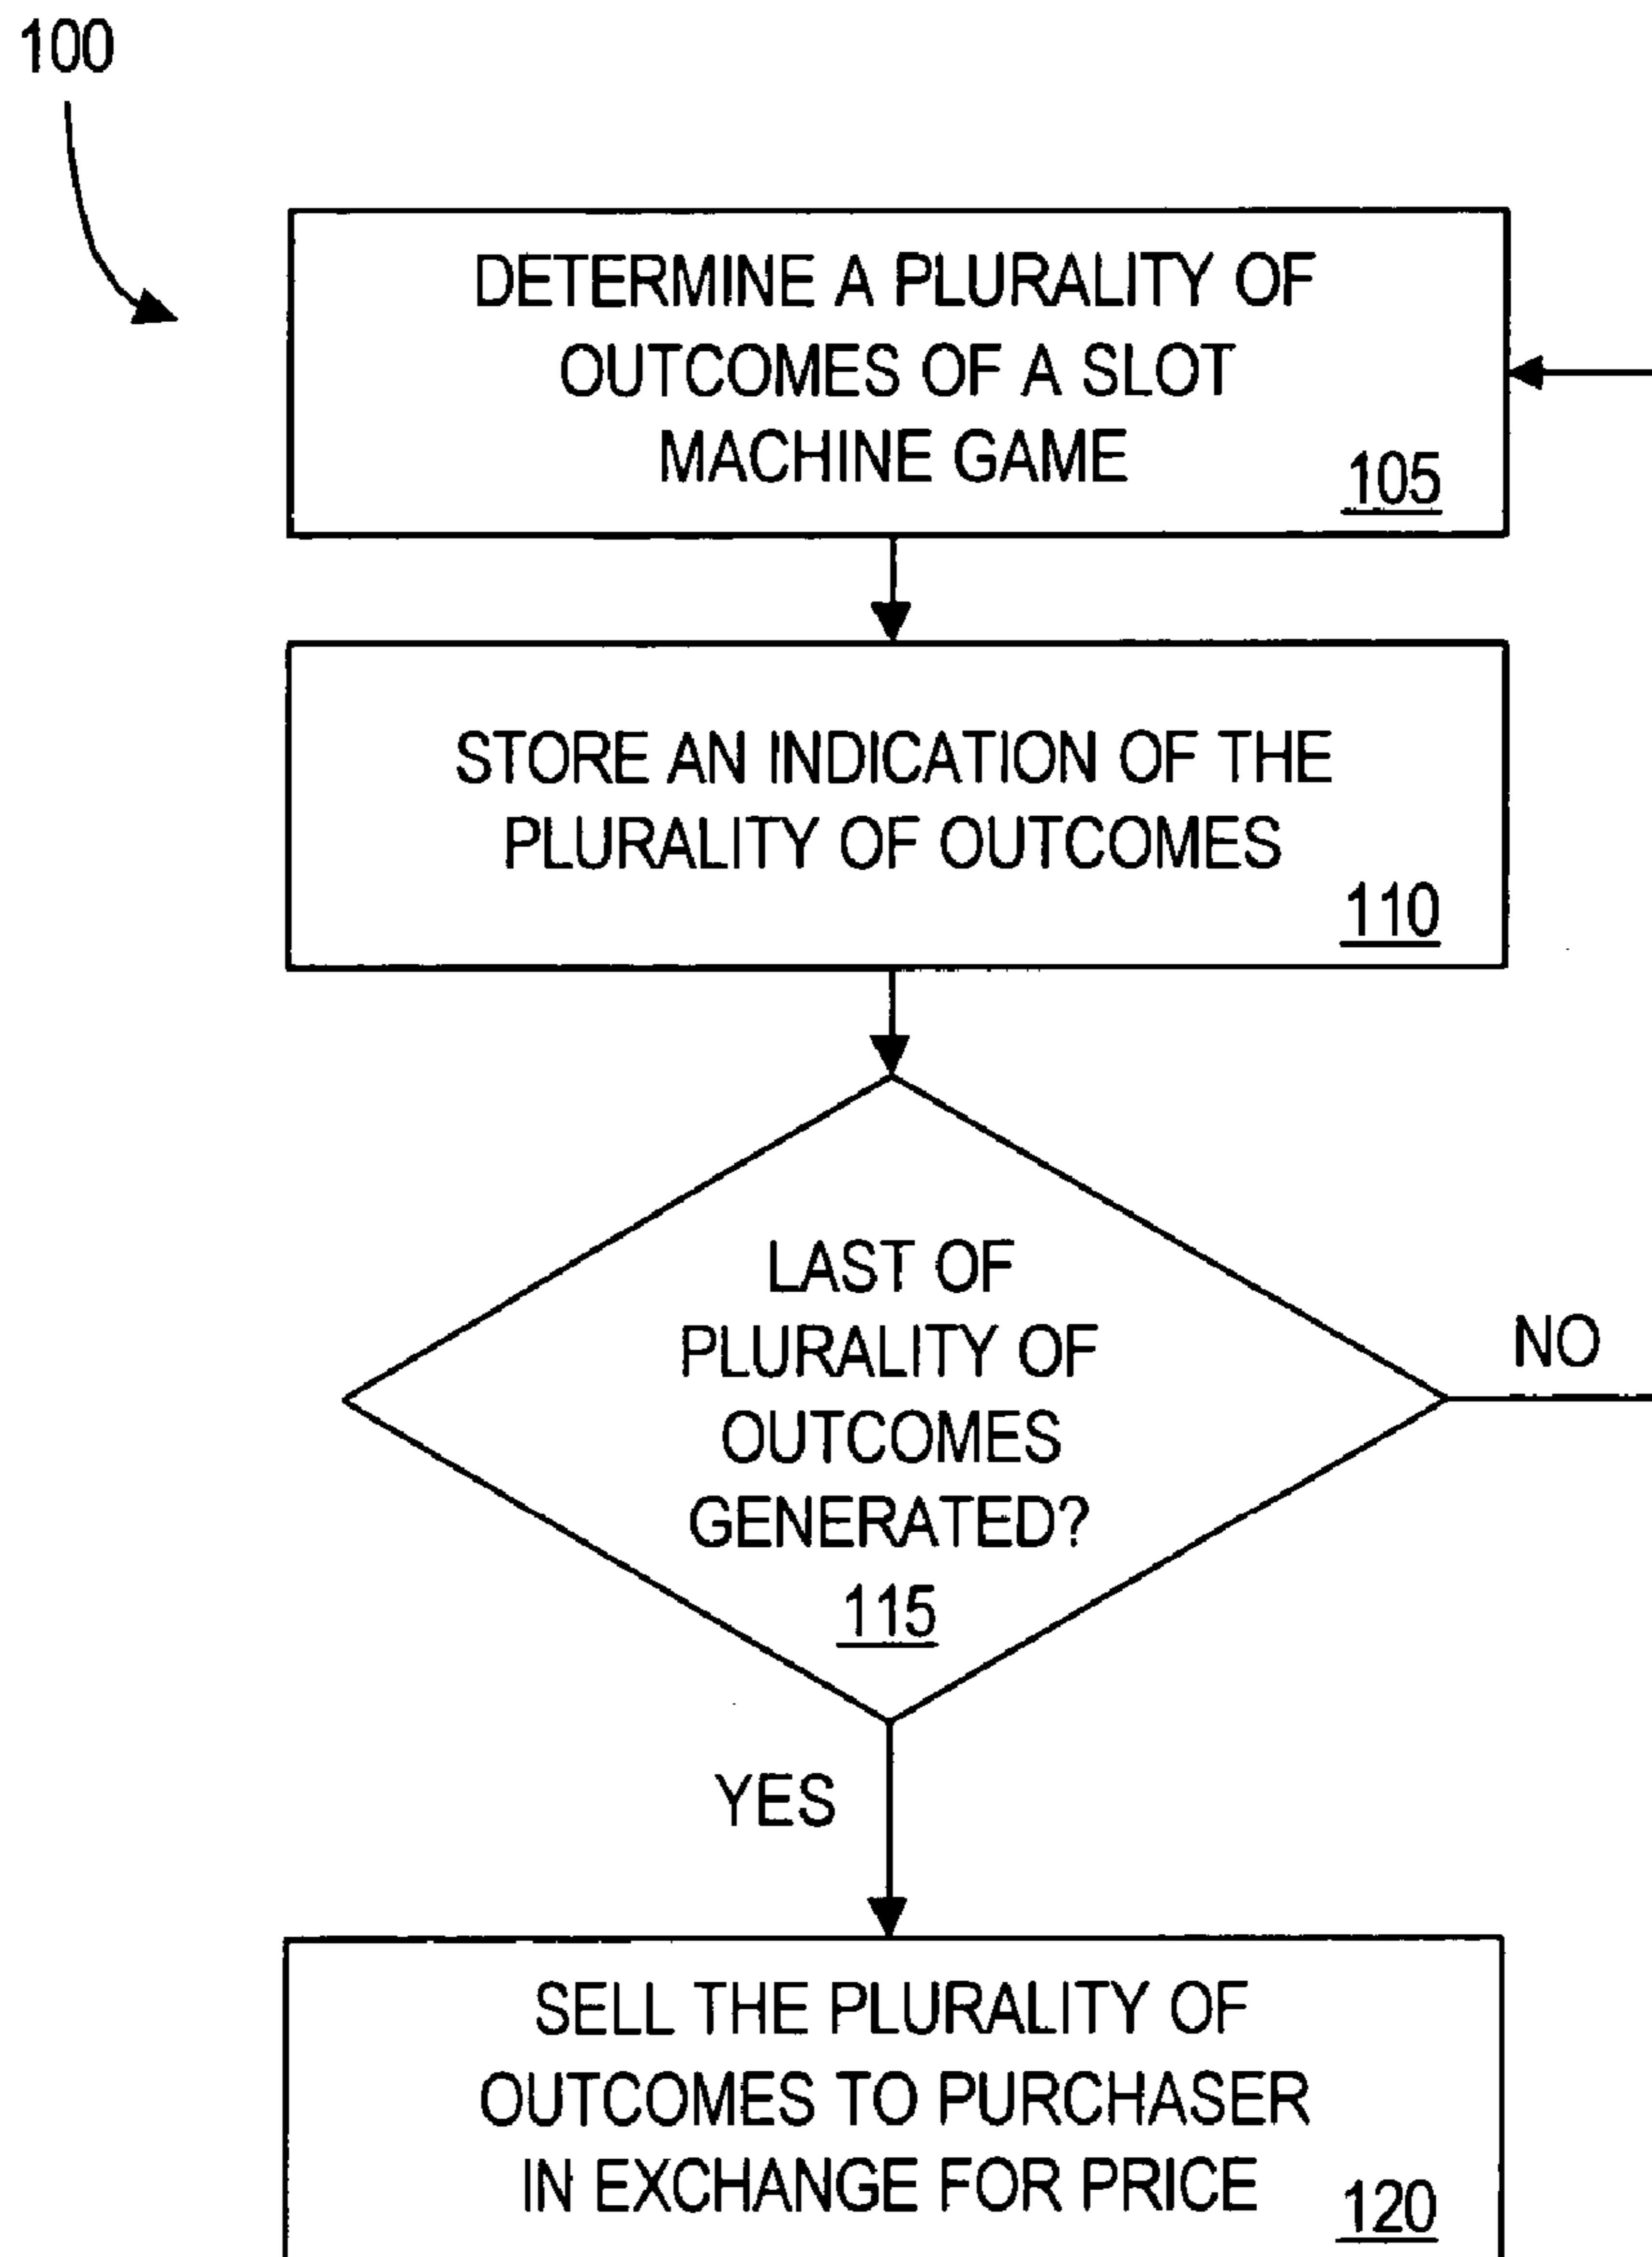 100
DETERMINE A PLURALITY OF
OUTCOMES OF A SLOT
MACHINE GAME
105
STORE AN INDICATION OF THE
PLURALITY OF OUTCOMES
110
LAST OF
PLURALITY OF
OUTCOMES
GENERATED?
115
NO
YES
SELL THE PLURALITY OF
OUTCOMES TO PURCHASER
IN EXCHANGE FOR PRICE
120